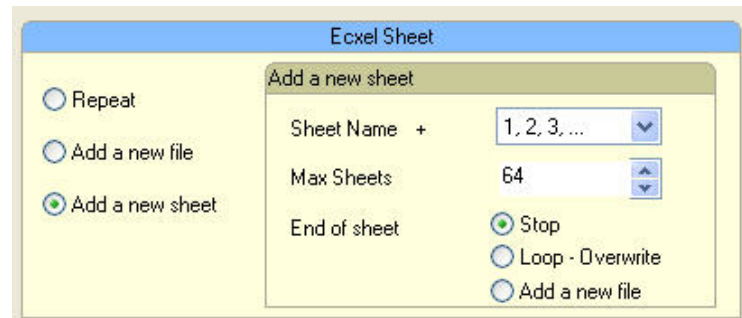 Ecxel Sheet
Repeat
Add a new file
Add a new sheet
Add a new sheet
Sheet Name +
1, 2, 3, ...
Max Sheets
64
End of sheet
Stop
Loop - Overwrite
Add a new file